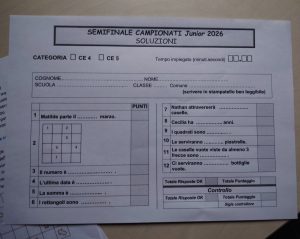 SEMIFINALE CAMPIONATI Junior 2026
SOLUZIONI
CATEGORIA CE 4 CE 5 Tempo impiegato (minuti/secondi)
COGNOME NOME
SCUOLA CLASSE Comune
(scrivere in stampatello ben leggibile)
PUNTI
1 Matilde parte il ............ marzo.
2
3 Il numero è
4 L'ultima data è
5 La somma è
6 I rettangoli sono
7 Nathan attraverserà
caselle.
8 Cecilia ha ........ anni.
9 I quadrati sono
10 Le serviranno ........... piastrelle.
11 Le caselle vuote viste da almeno 3
frecce sono
12 Ci serviranno ............ bottiglie
vuote.
Totale Risposte OK Totale Punteggio
Controllo
Totale Risposte OK Totale Punteggio
Sigla correttore